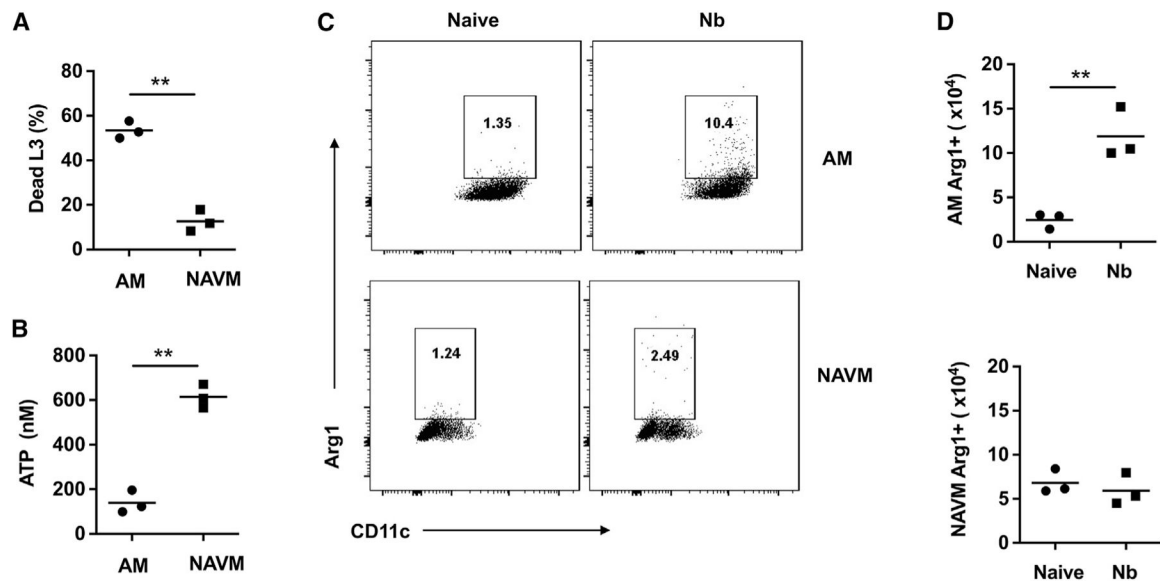 A
80
60
40
20
0
Dead L3 (%)
**
AM
NAVM
B
800
600
400
200
0
ATP (nM)
**
AM
NAVM
C
Naive
Nb
1.35
10.4
AM
1.24
2.49
NAVM
Arg1
CD11c
D
20
15
10
5
0
AM Arg1+ ( x10⁴)
**
Naive
Nb
20
15
10
5
0
NAVM Arg1+ ( x10⁴)
Naive
Nb